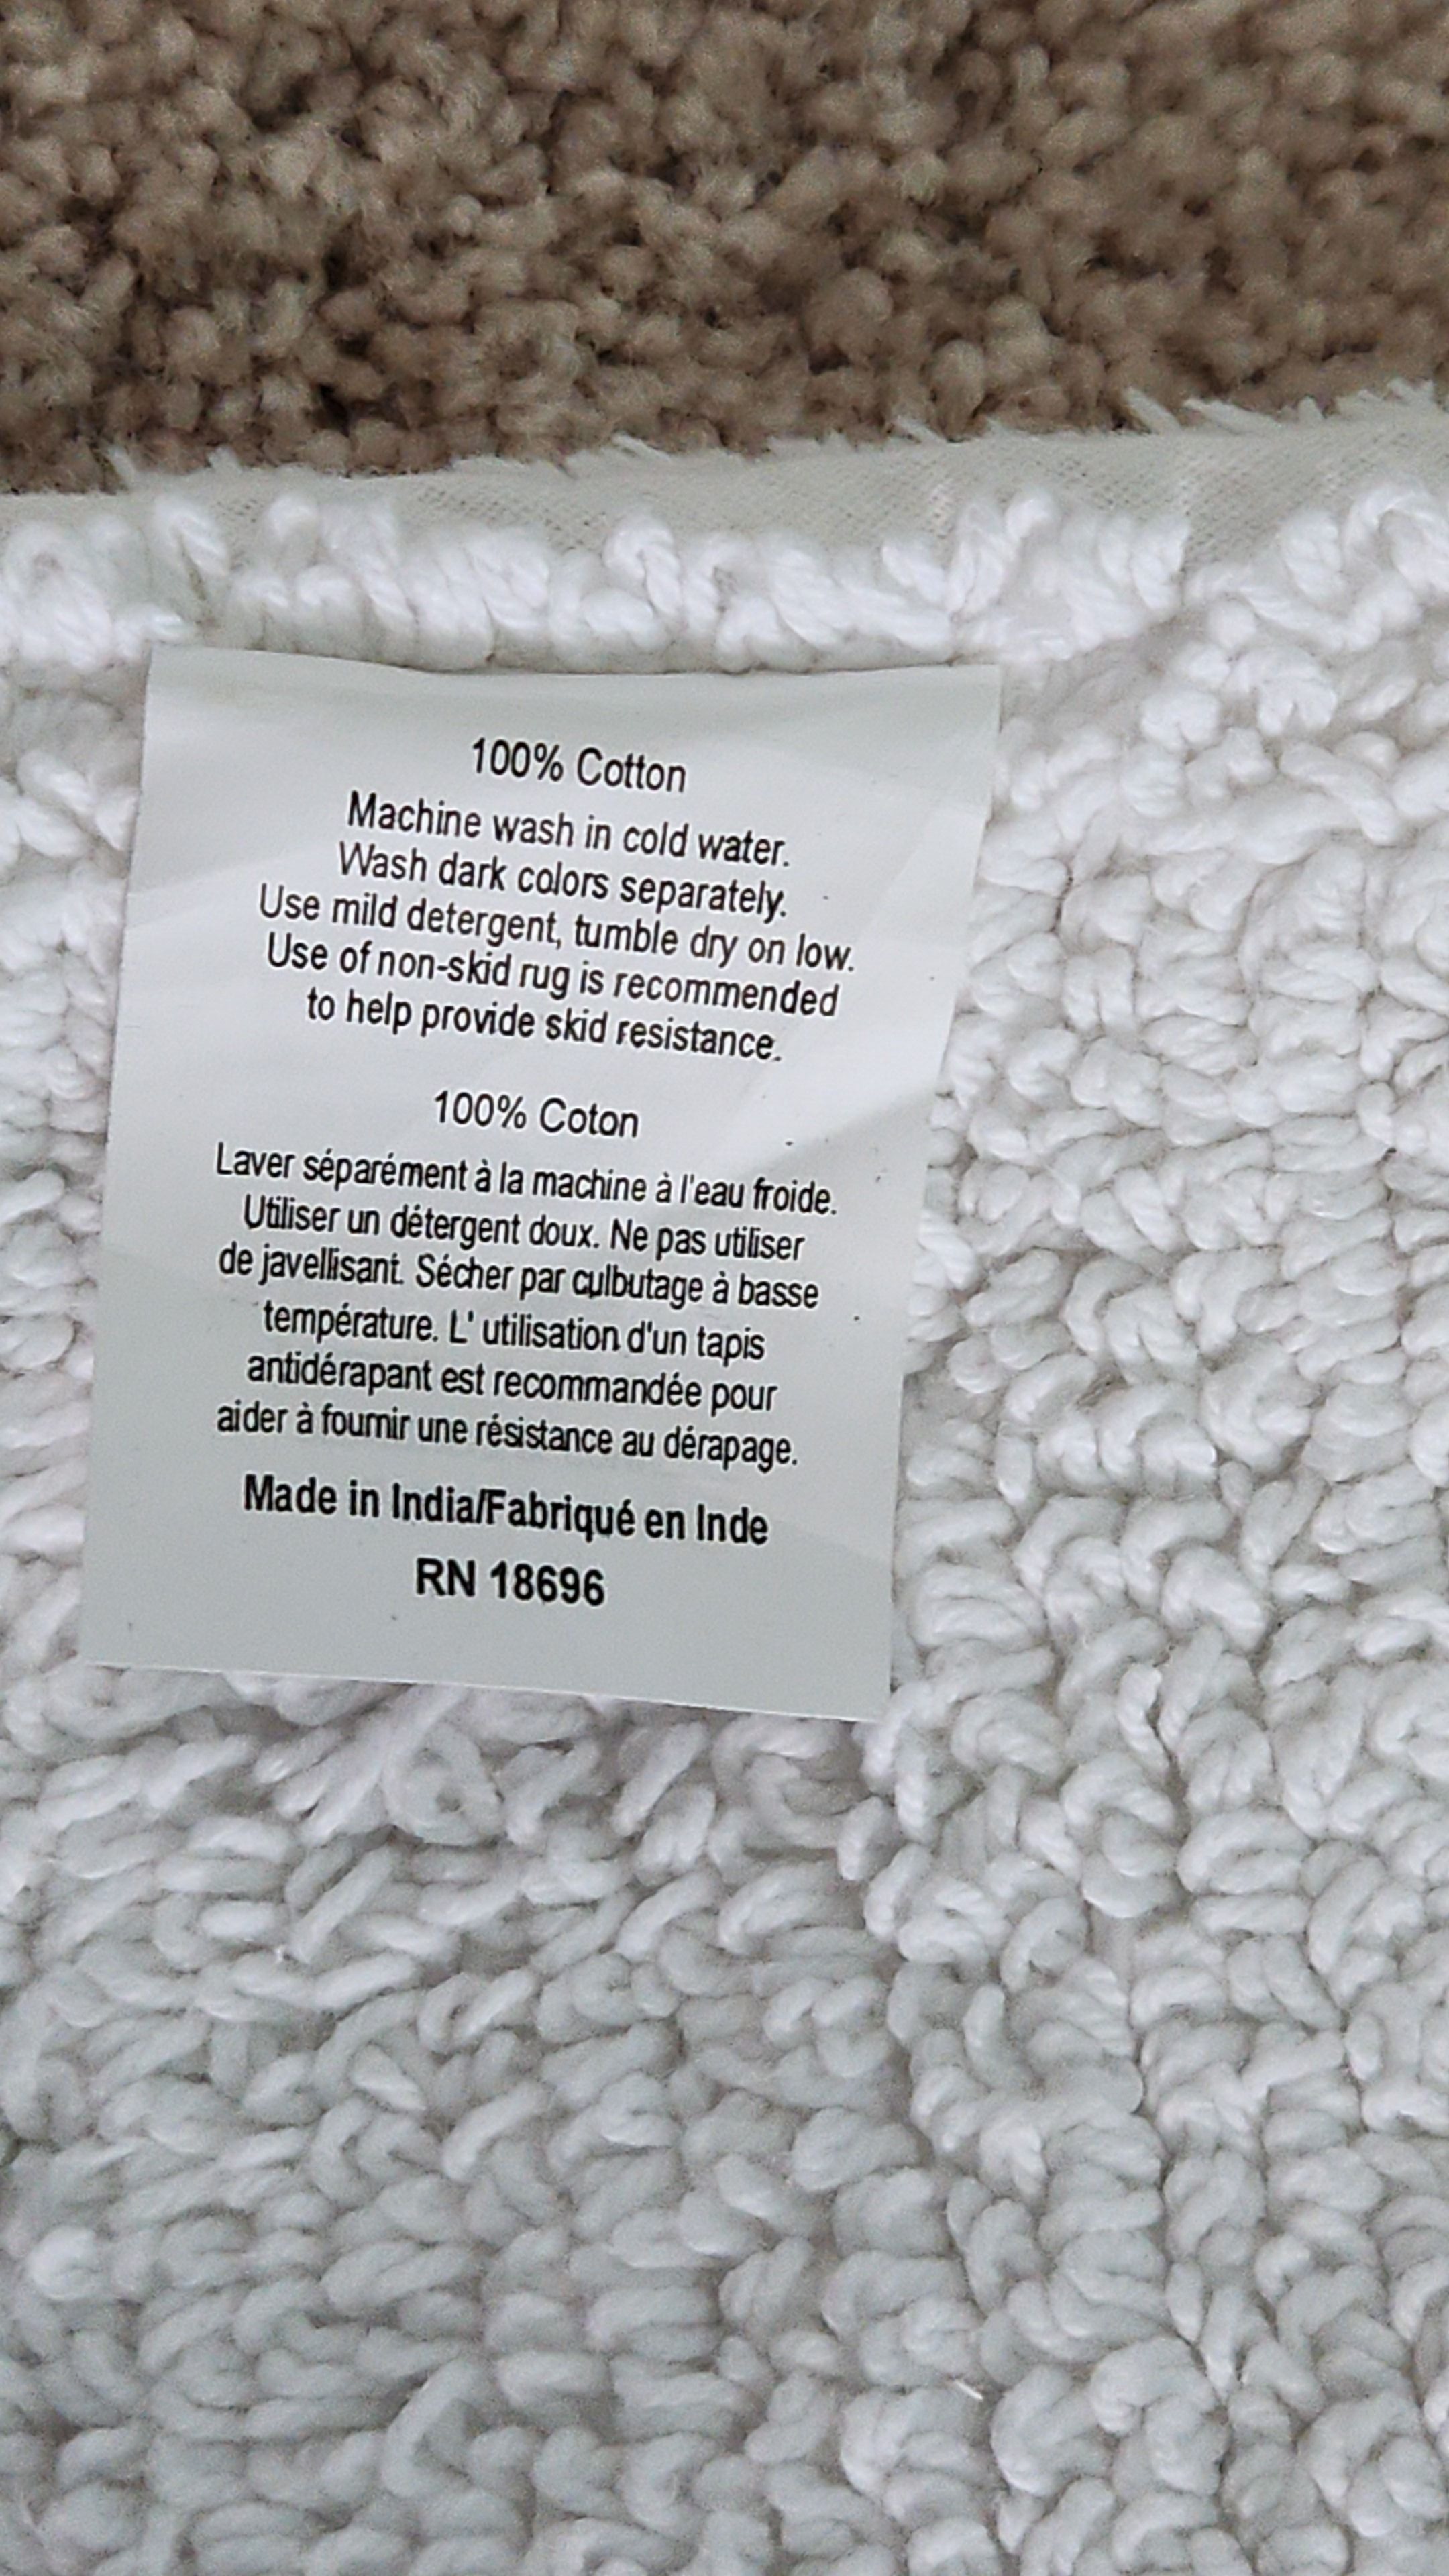 100% Cotton
Machine wash in cold water.
Wash dark colors separately.
Use mild detergent, tumble dry on low.
Use of non-skid rug is recommended
to help provide skid resistance.
100% Coton
Laver séparément à la machine à l'eau froide.
Utiliser un détergent doux. Ne pas utiliser
de javellisant. Sécher par culbutage à basse
température. L' utilisation d'un tapis
antidérapant est recommandée pour
aider à fournir une résistance au dérapage.
Made in India/Fabriqué en Inde
RN 18696